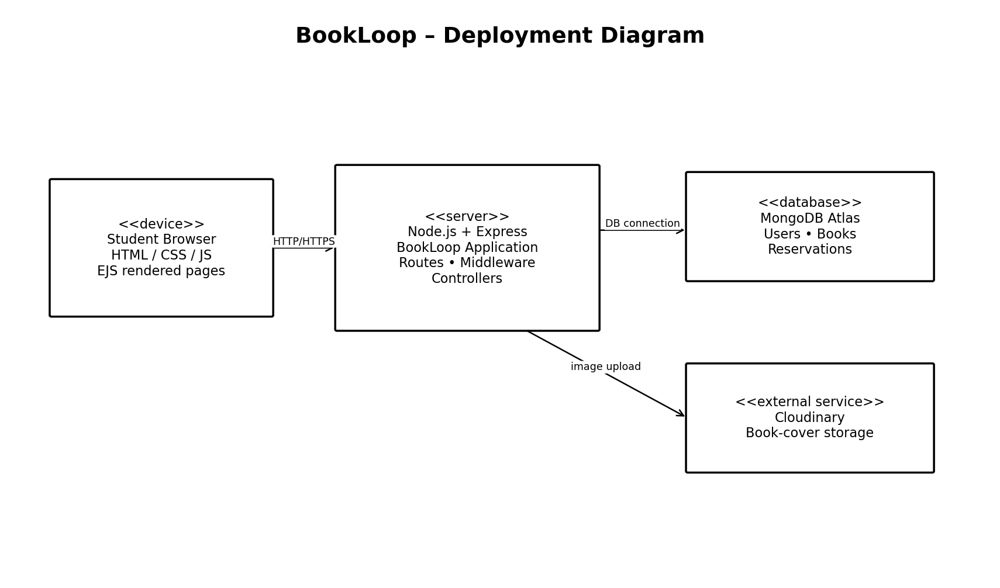 BookLoop – Deployment Diagram
<<device>>
Student Browser
HTML / CSS / JS
EJS rendered pages
HTTP/HTTPS
<<server>>
Node.js + Express
BookLoop Application
Routes • Middleware
Controllers
DB connection
<<database>>
MongoDB Atlas
Users • Books
Reservations
image upload
<<external service>>
Cloudinary
Book-cover storage